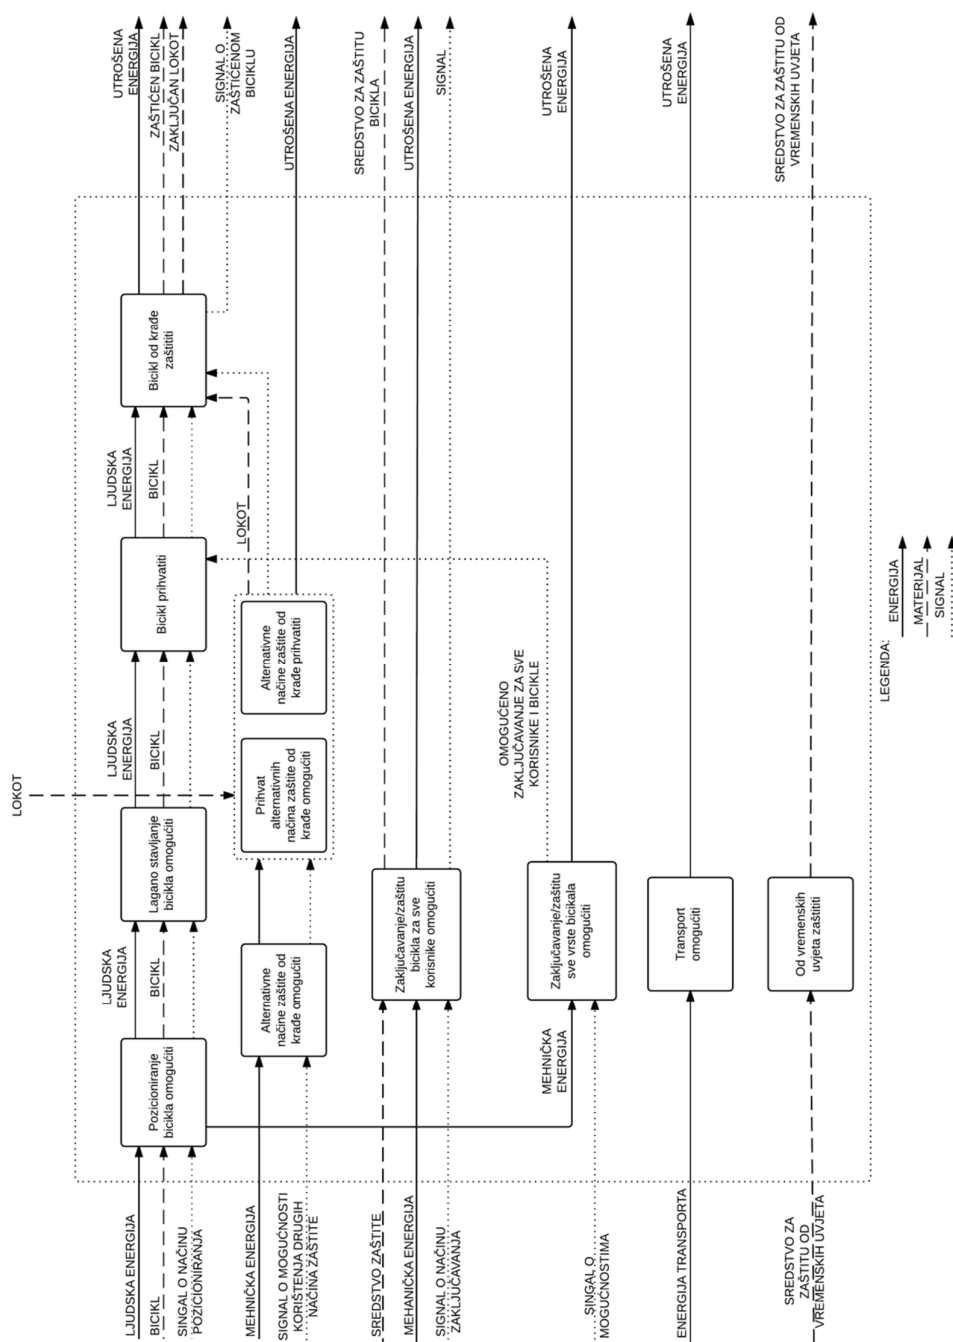 LJUDSKA ENERGIJA
BICIKL
SINGAL O NAČINU
POZICIONIRANJA
Pozicioniranje
bicikla omogućiti
LJUDSKA
ENERGIJA
BICIKL
Lagano stavljanje
bicikla omogućiti
LOKOT
LJUDSKA
ENERGIJA
BICIKL
Bicikl prihvatiti
LJUDSKA
ENERGIJA
BICIKL
Bicikl od krađe
zaštititi
UTROŠENA
ENERGIJA
ZAŠTIĆEN BICIKL
ZAKLJUČAN LOKOT
SIGNAL O
ZAŠTIĆENOM
BICIKLU
MEHNIČKA ENERGIJA
SIGNAL O MOGUĆNOSTI
KORIŠTENJA DRUGIH
NAČINA ZAŠTITE
Alternativne
načine zaštite od
krađe omogućiti
Prihvat
alternativnih
načina zaštite od
krađe omogućiti
Alternativne
načine zaštite od
krađe prihvatiti
LOKOT
UTROŠENA ENERGIJA
SREDSTVO ZAŠTITE
MEHANIČKA ENERGIJA
SIGNAL O NAČINU
ZAKLJUČAVANJA
Zaključavanje/zaštitu
bicikla za sve
korisnike omogućiti
SREDSTVO ZA ZAŠTITU
BICIKLA
UTROŠENA ENERGIJA
SIGNAL
MEHNIČKA
ENERGIJA
SINGAL O
MOGUĆNOSTIMA
Zaključavanje/zaštitu
sve vrste bicikala
omogućiti
OMOGUĆENO
ZAKLJUČAVANJE ZA SVE
KORISNIKE I BICIKLE
UTROŠENA
ENERGIJA
ENERGIJA TRANSPORTA
Transport
omogućiti
UTROŠENA
ENERGIJA
SREDSTVO ZA
ZAŠTITU OD
VREMENSKIH UVJETA
Od vremenskih
uvjeta zaštititi
SREDSTVO ZA ZAŠTITU OD
VREMENSKIH UVJETA
LEGENDA:
ENERGIJA
MATERIJAL
SIGNAL